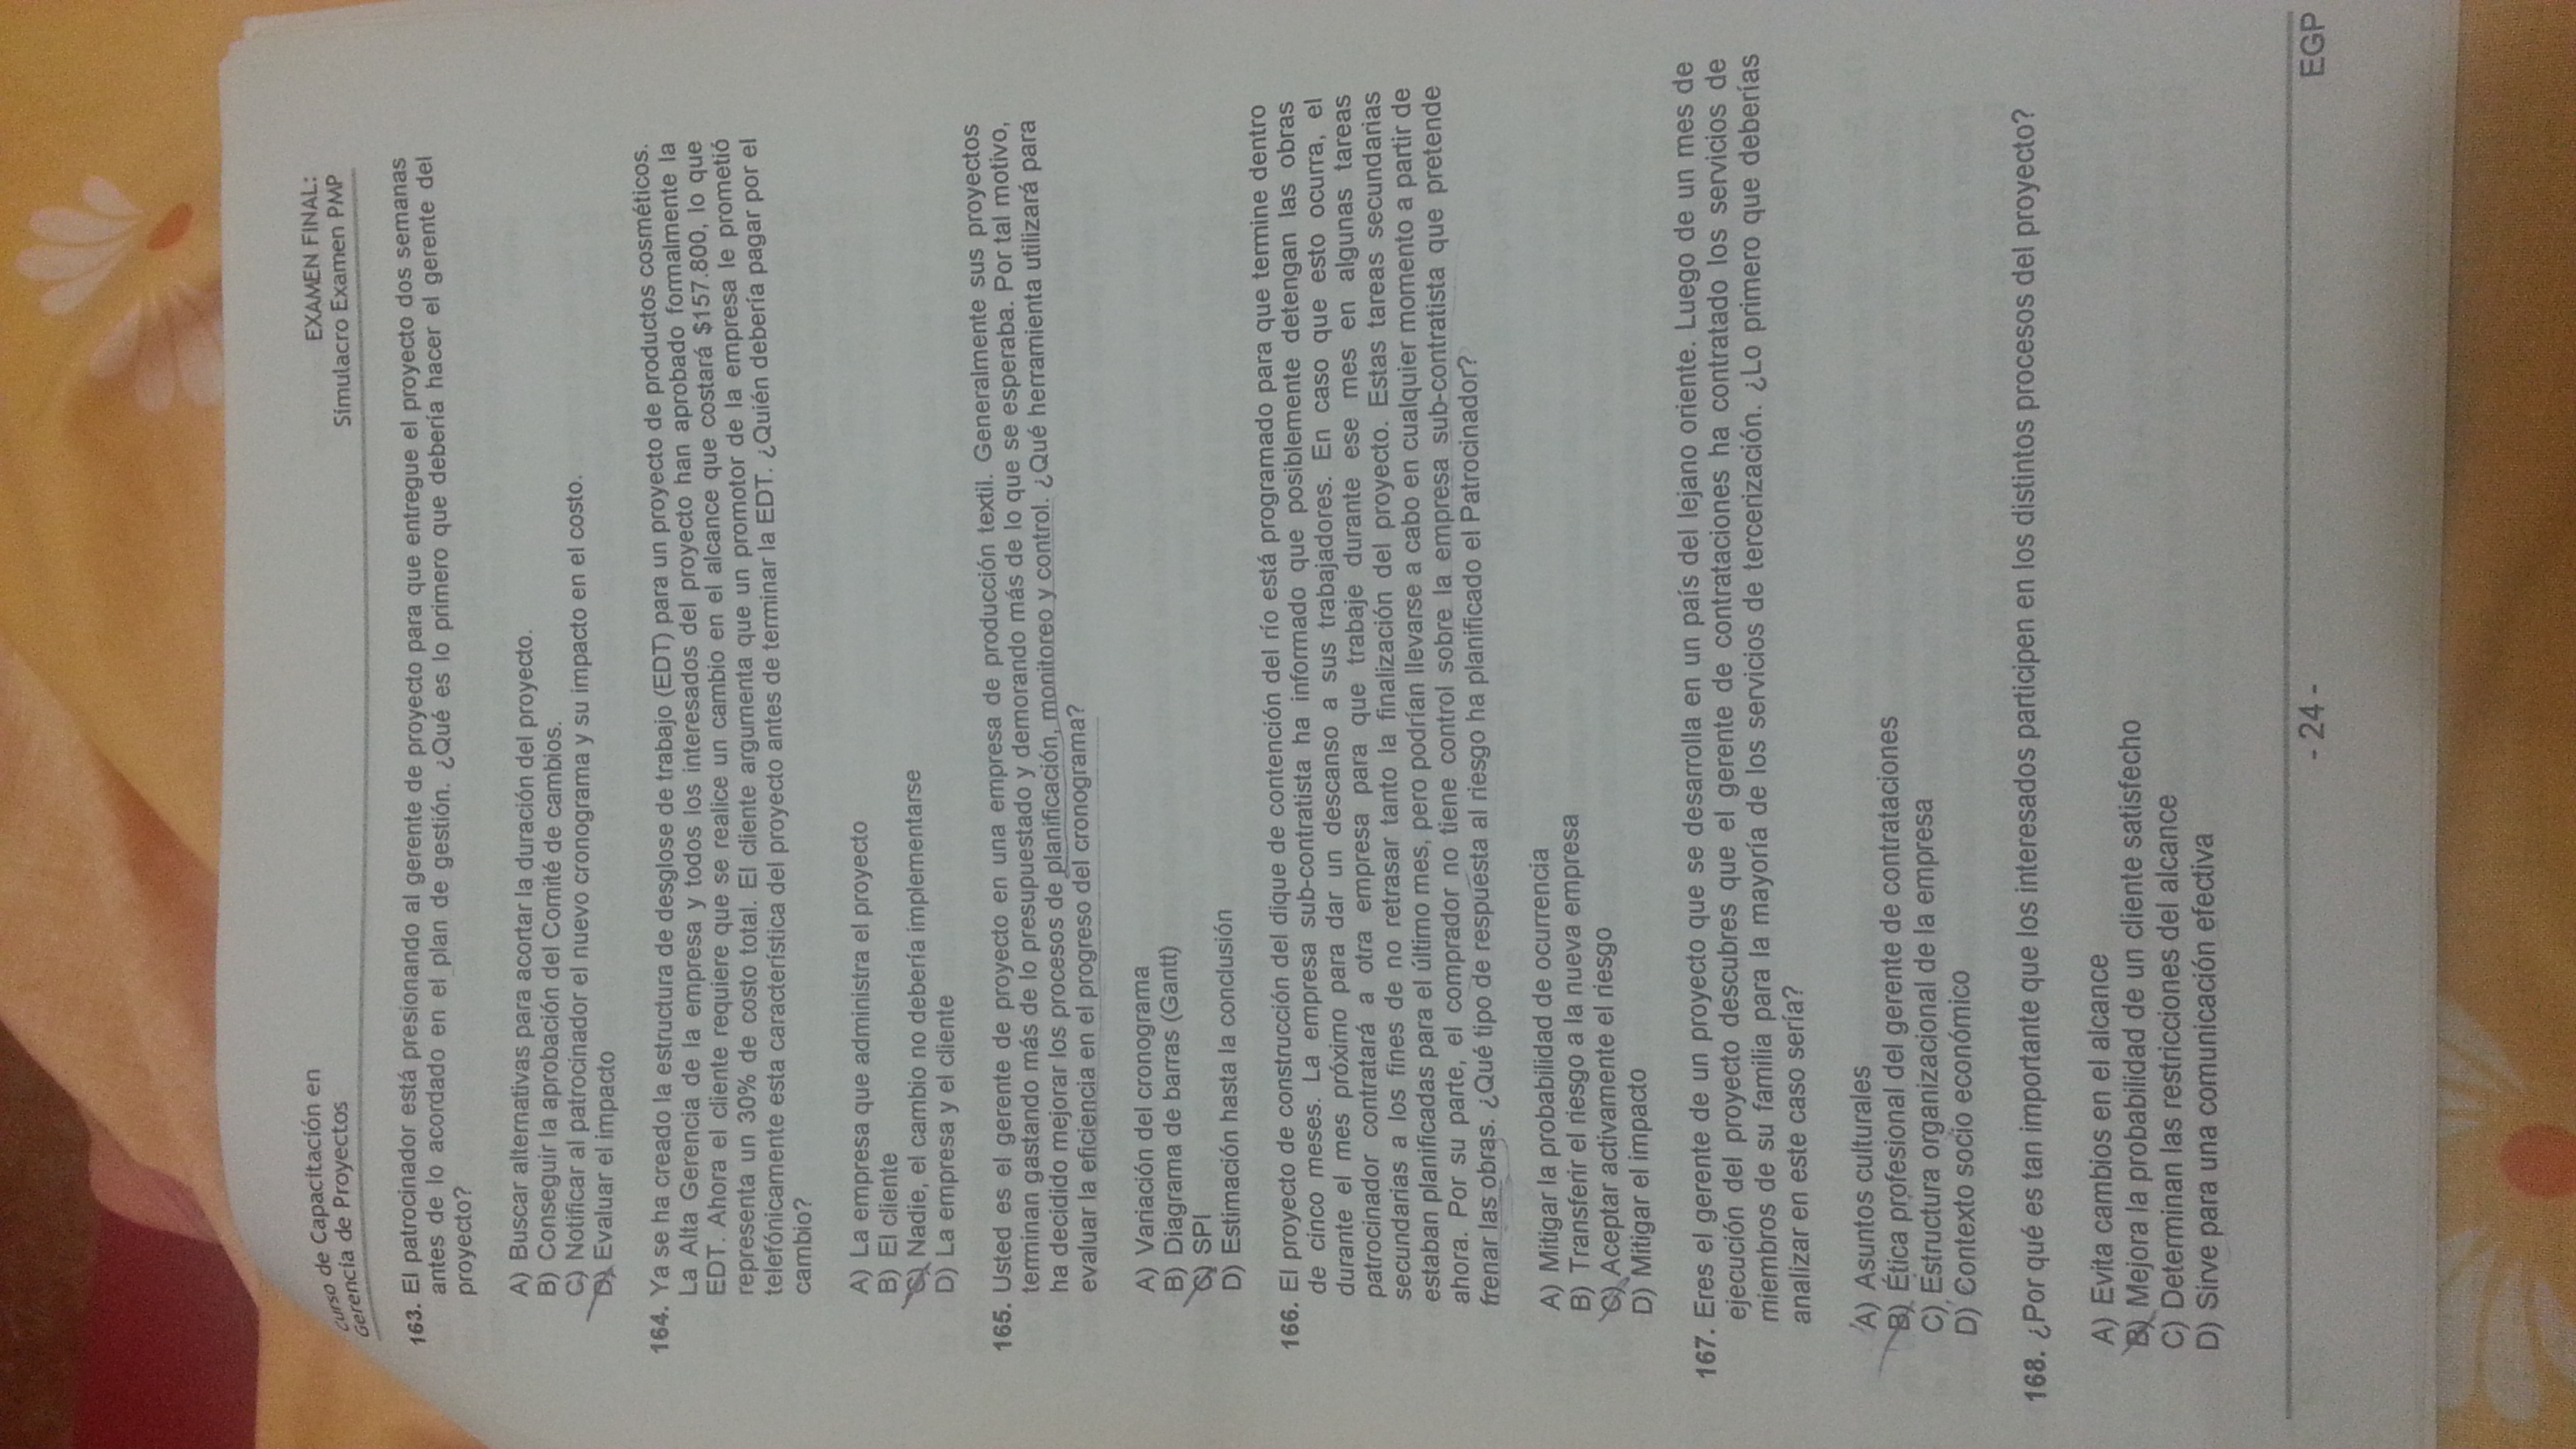 Curso de Capacitación en
Gerencia de Proyectos
EXAMEN FINAL:
Simulacro Examen PMP
163. El patrocinador está presionando al gerente de proyecto para que entregue el proyecto dos semanas
antes de lo acordado en el plan de gestión. ¿Qué es lo primero que debería hacer el gerente del
proyecto?
A) Buscar alternativas para acortar la duración del proyecto.
B) Conseguir la aprobación del Comité de cambios.
C) Notificar al patrocinador el nuevo cronograma y su impacto en el costo.
D) Evaluar el impacto
164. Ya se ha creado la estructura de desglose de trabajo (EDT) para un proyecto de productos cosméticos.
La Alta Gerencia de la empresa y todos los interesados del proyecto han aprobado formalmente la
EDT. Ahora el cliente requiere que se realice un cambio en el alcance que costará $157.800, lo que
representa un 30% de costo total. El cliente argumenta que un promotor de la empresa le prometió
telefónicamente esta característica del proyecto antes de terminar la EDT. ¿Quién debería pagar por el
cambio?
A) La empresa que administra el proyecto
B) El cliente
C) Nadie, el cambio no debería implementarse
D) La empresa y el cliente
165. Usted es el gerente de proyecto en una empresa de producción textil. Generalmente sus proyectos
terminan gastando más de lo presupuestado y demorando más de lo que se esperaba. Por tal motivo,
ha decidido mejorar los procesos de planificación, monitoreo y control. ¿Qué herramienta utilizará para
evaluar la eficiencia en el progreso del cronograma?
A) Variación del cronograma
B) Diagrama de barras (Gantt)
C) SPI
D) Estimación hasta la conclusión
166. El proyecto de construcción del dique de contención del río está programado para que termine dentro
de cinco meses. La empresa sub-contratista ha informado que posiblemente detengan las obras
durante el mes próximo para dar un descanso a sus trabajadores. En caso que esto ocurra, el
patrocinador contratará a otra empresa para que trabaje durante ese mes en algunas tareas
secundarias a los fines de no retrasar tanto la finalización del proyecto. Estas tareas secundarias
estaban planificadas para el último mes, pero podrían llevarse a cabo en cualquier momento a partir de
ahora. Por su parte, el comprador no tiene control sobre la empresa sub-contratista que pretende
frenar las obras. ¿Qué tipo de respuesta al riesgo ha planificado el Patrocinador?
A) Mitigar la probabilidad de ocurrencia
B) Transferir el riesgo a la nueva empresa
C) Aceptar activamente el riesgo
D) Mitigar el impacto
167. Eres el gerente de un proyecto que se desarrolla en un país del lejano oriente. Luego de un mes de
ejecución del proyecto descubres que el gerente de contrataciones ha contratado los servicios de
miembros de su familia para la mayoría de los servicios de tercerización. ¿Lo primero que deberías
analizar en este caso sería?
A) Asuntos culturales
B) Ética profesional del gerente de contrataciones
C) Estructura organizacional de la empresa
D) Contexto socio económico
168. ¿Por qué es tan importante que los interesados participen en los distintos procesos del proyecto?
A) Evita cambios en el alcance
B) Mejora la probabilidad de un cliente satisfecho
C) Determinan las restricciones del alcance
D) Sirve para una comunicación efectiva
- 24 -
EGP